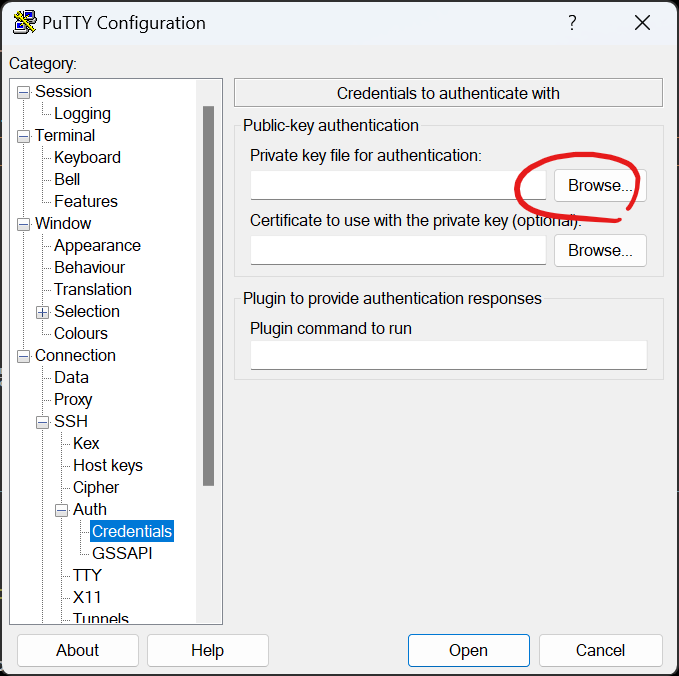 PuTTY Configuration
?
Category:
Session
Logging
Terminal
Keyboard
Bell
Features
Window
Appearance
Behaviour
Translation
Selection
Colours
Connection
Data
Proxy
SSH
Kex
Host keys
Cipher
Auth
Credentials
GSSAPI
TTY
X11
Tunnels
Credentials to authenticate with
Public-key authentication
Private key file for authentication:
Browse...
Certificate to use with the private key (optional):
Browse...
Plugin to provide authentication responses
Plugin command to run
About
Help
Open
Cancel